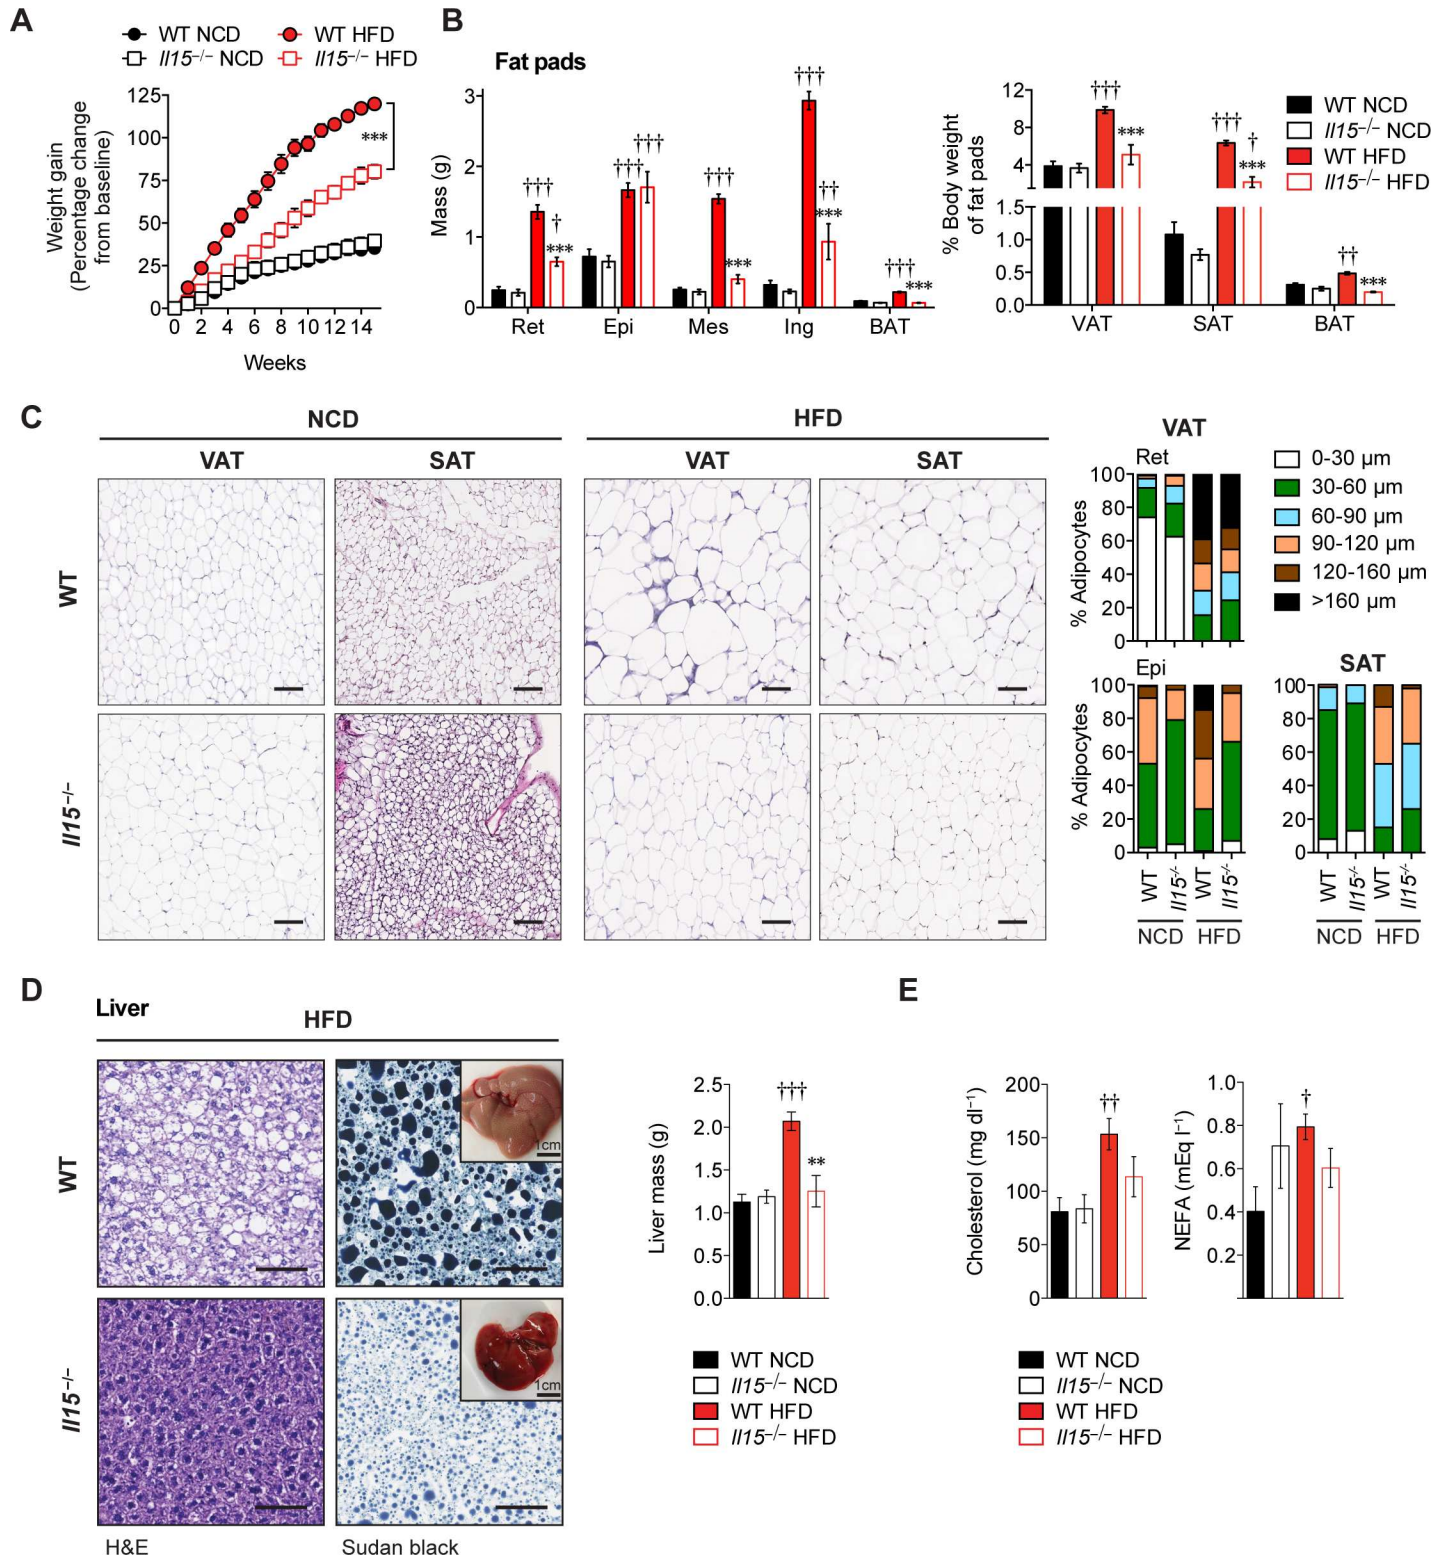 A
WT NCD
WT HFD
Il15–/– NCD
Il15–/– HFD
Weight gain
(Percentage change
from baseline)
125
100
75
50
25
0
0 2 4 6 8 10 12 14
Weeks
***
B
Fat pads
Mass (g)
3
2
1
0
†††
†
***
†††
†††
†††
***
†††
††
***
†††
***
Ret
Epi
Mes
Ing
BAT
% Body weight
of fat pads
12
8
4
1.5
1.0
0.5
0.0
†††
***
†††
†
***
††
***
VAT
SAT
BAT
WT NCD
Il15–/– NCD
WT HFD
Il15–/– HFD
C
NCD
HFD
VAT
SAT
VAT
SAT
WT
Il15–/–
VAT
Ret
% Adipocytes
100
80
60
40
20
0
0-30 µm
30-60 µm
60-90 µm
90-120 µm
120-160 µm
>160 µm
Epi
% Adipocytes
100
80
60
40
20
0
WT
Il15-/-
WT
Il15-/-
NCD
HFD
SAT
100
80
60
40
20
0
WT
Il15-/-
WT
Il15-/-
NCD
HFD
D
Liver
HFD
WT
1cm
Il15–/–
1cm
H&E
Sudan black
Liver mass (g)
2.5
2.0
1.5
1.0
0.5
0.0
†††
**
WT NCD
Il15–/– NCD
WT HFD
Il15–/– HFD
E
Cholesterol (mg dl–1)
200
150
100
50
0
††
NEFA (mEq l–1)
1.0
0.8
0.6
0.4
0.2
†
WT NCD
Il15–/– NCD
WT HFD
Il15–/– HFD